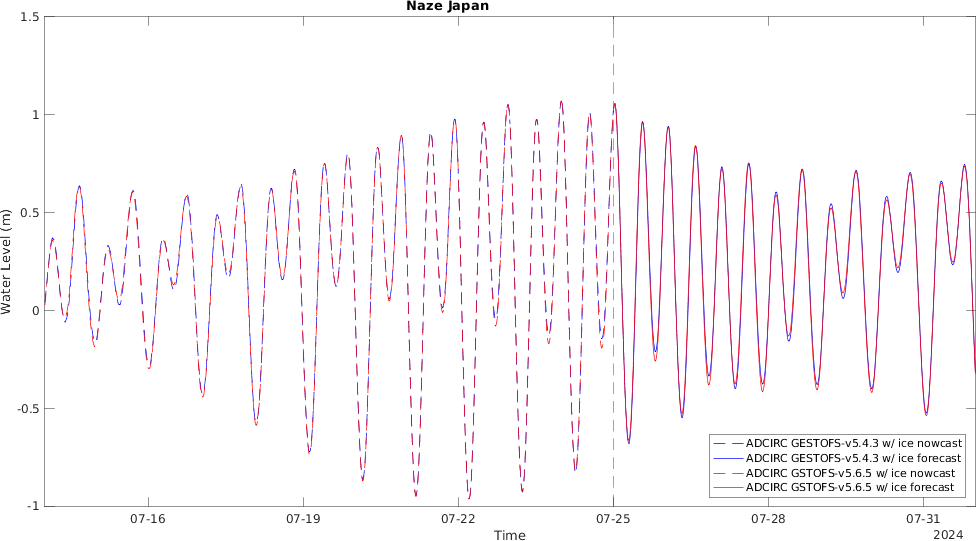 Naze Japan
1.5
1
0.5
0
-0.5
-1
Water Level (m)
07-16
07-19
07-22
07-25
07-28
07-31
2024
Time
ADCIRC GESTOFS-v5.4.3 w/ ice nowcast
ADCIRC GESTOFS-v5.4.3 w/ ice forecast
ADCIRC GSTOFS-v5.6.5 w/ ice nowcast
ADCIRC GSTOFS-v5.6.5 w/ ice forecast